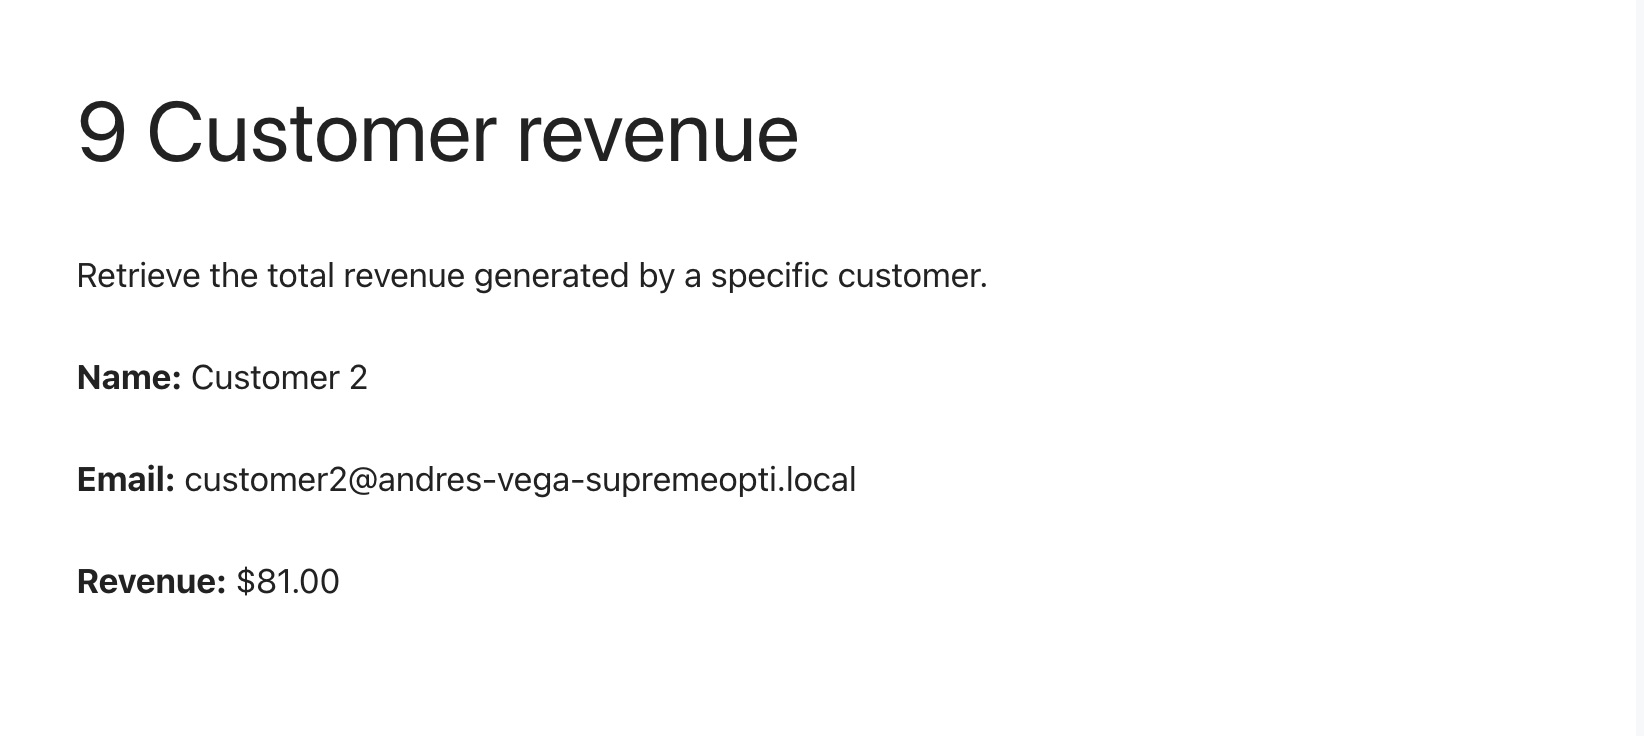 9 Customer revenue
Retrieve the total revenue generated by a specific customer.
Name: Customer 2
Email: customer2@andres-vega-supremeopti.local
Revenue: $81.00